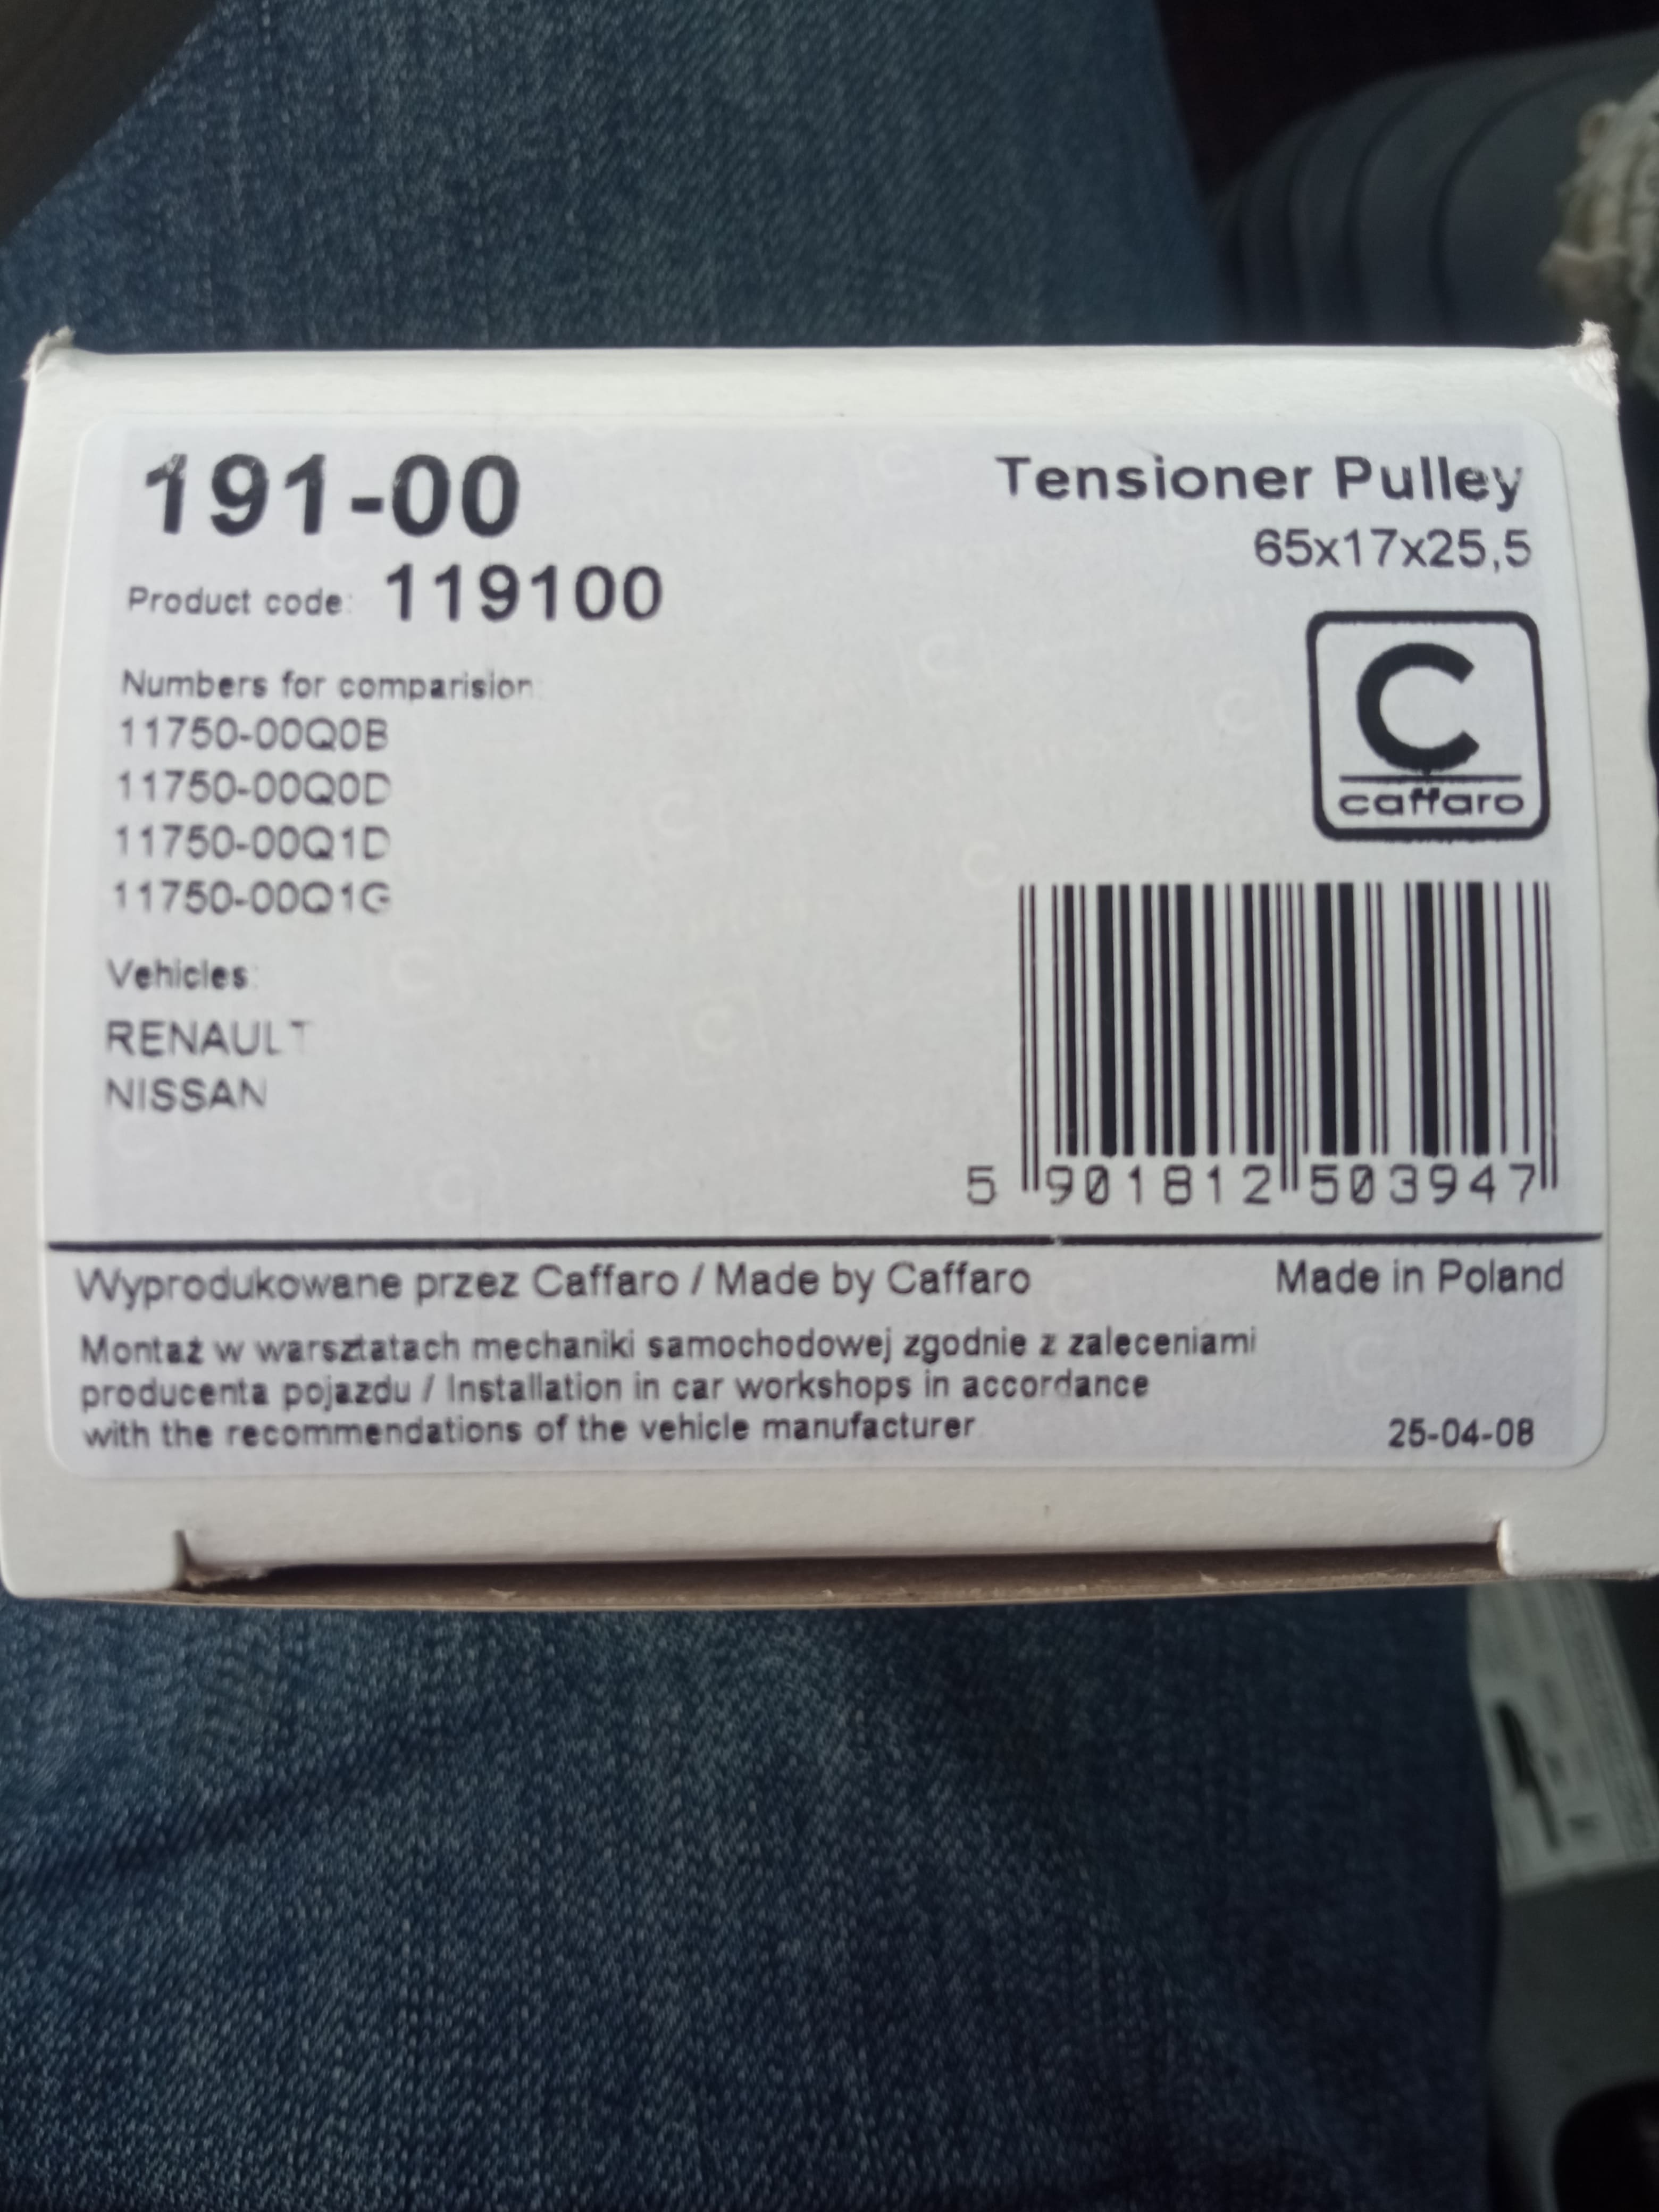 191-00
Tensioner Pulley
65x17x25,5
Product code: 119100
Numbers for comparision:
11750-00Q0B
11750-00Q0D
11750-00Q1D
11750-00Q1G
C
caffaro
Vehicles:
RENAULT
NISSAN
5 901812 503947
Wyprodukowane przez Caffaro / Made by Caffaro
Made in Poland
Montaż w warsztatach mechaniki samochodowej zgodnie z zaleceniami
producenta pojazdu / Installation in car workshops in accordance
with the recommendations of the vehicle manufacturer
25-04-08